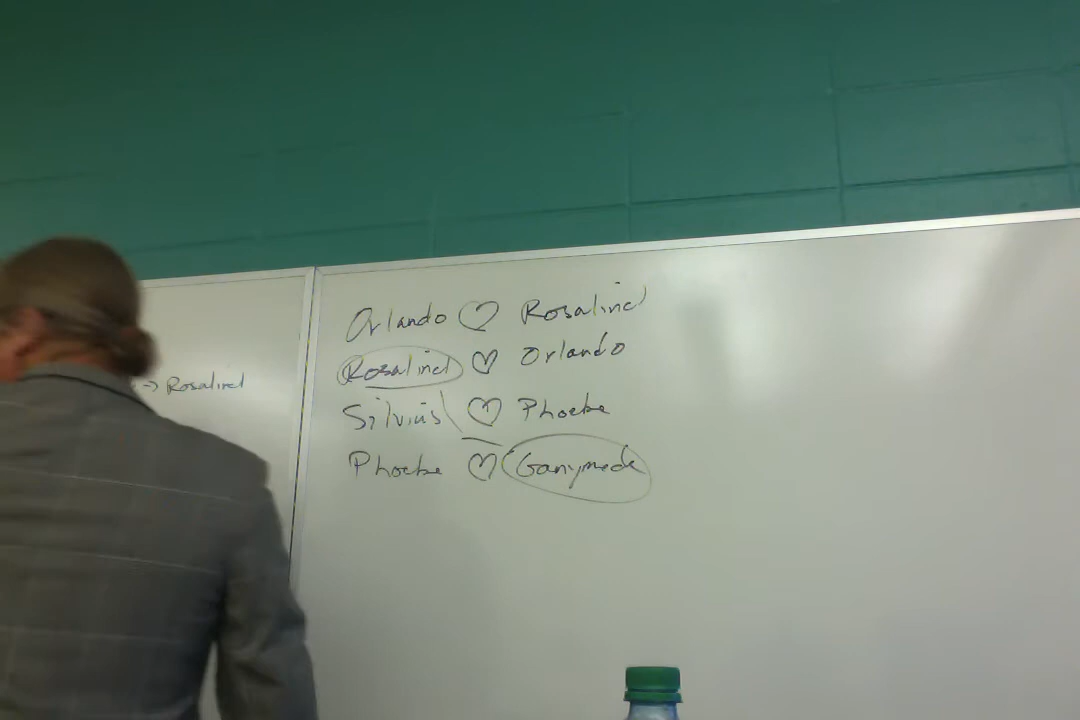 Orlando ♡ Rosalind
Rosalind ♡ Orlando
Silvius ♡ Phoebe
Phoebe ♡ Ganymede
→ Rosalind